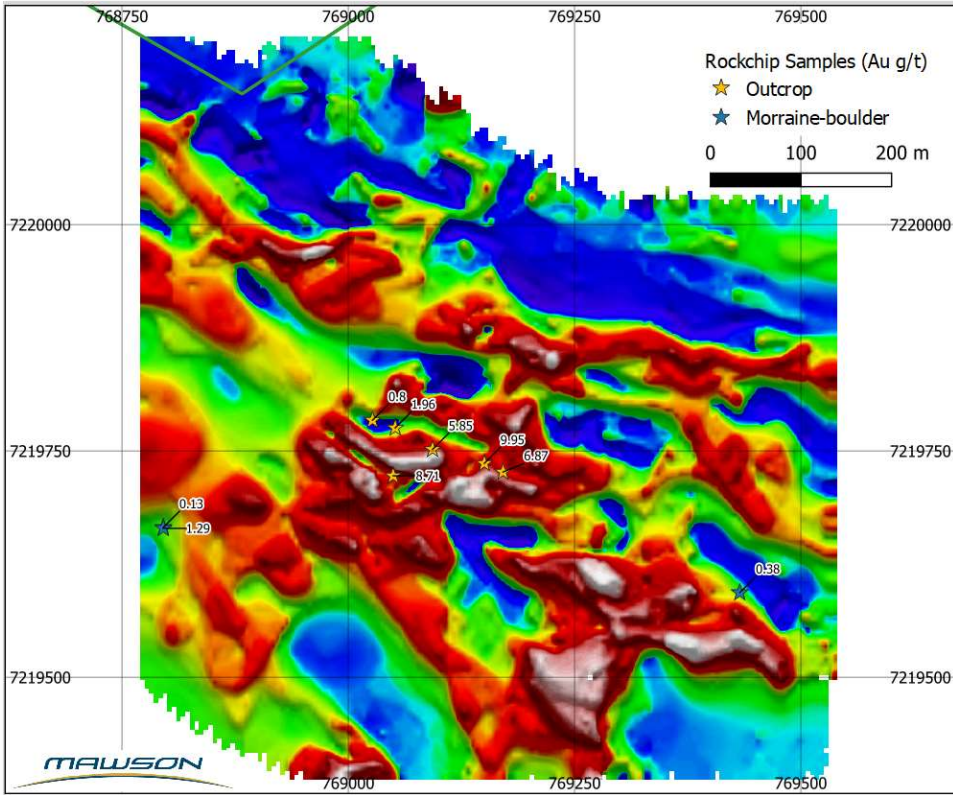 768750 769000 769250 769500
Rockchip Samples (Au g/t)
Outcrop
Morraine-boulder
0 100 200 m
7220000 7220000
0.8
1.96
5.85
9.95
6.87
8.71
7219750 7219750
0.13
1.29
0.38
7219500 7219500
MAWSON
769000 769250 769500